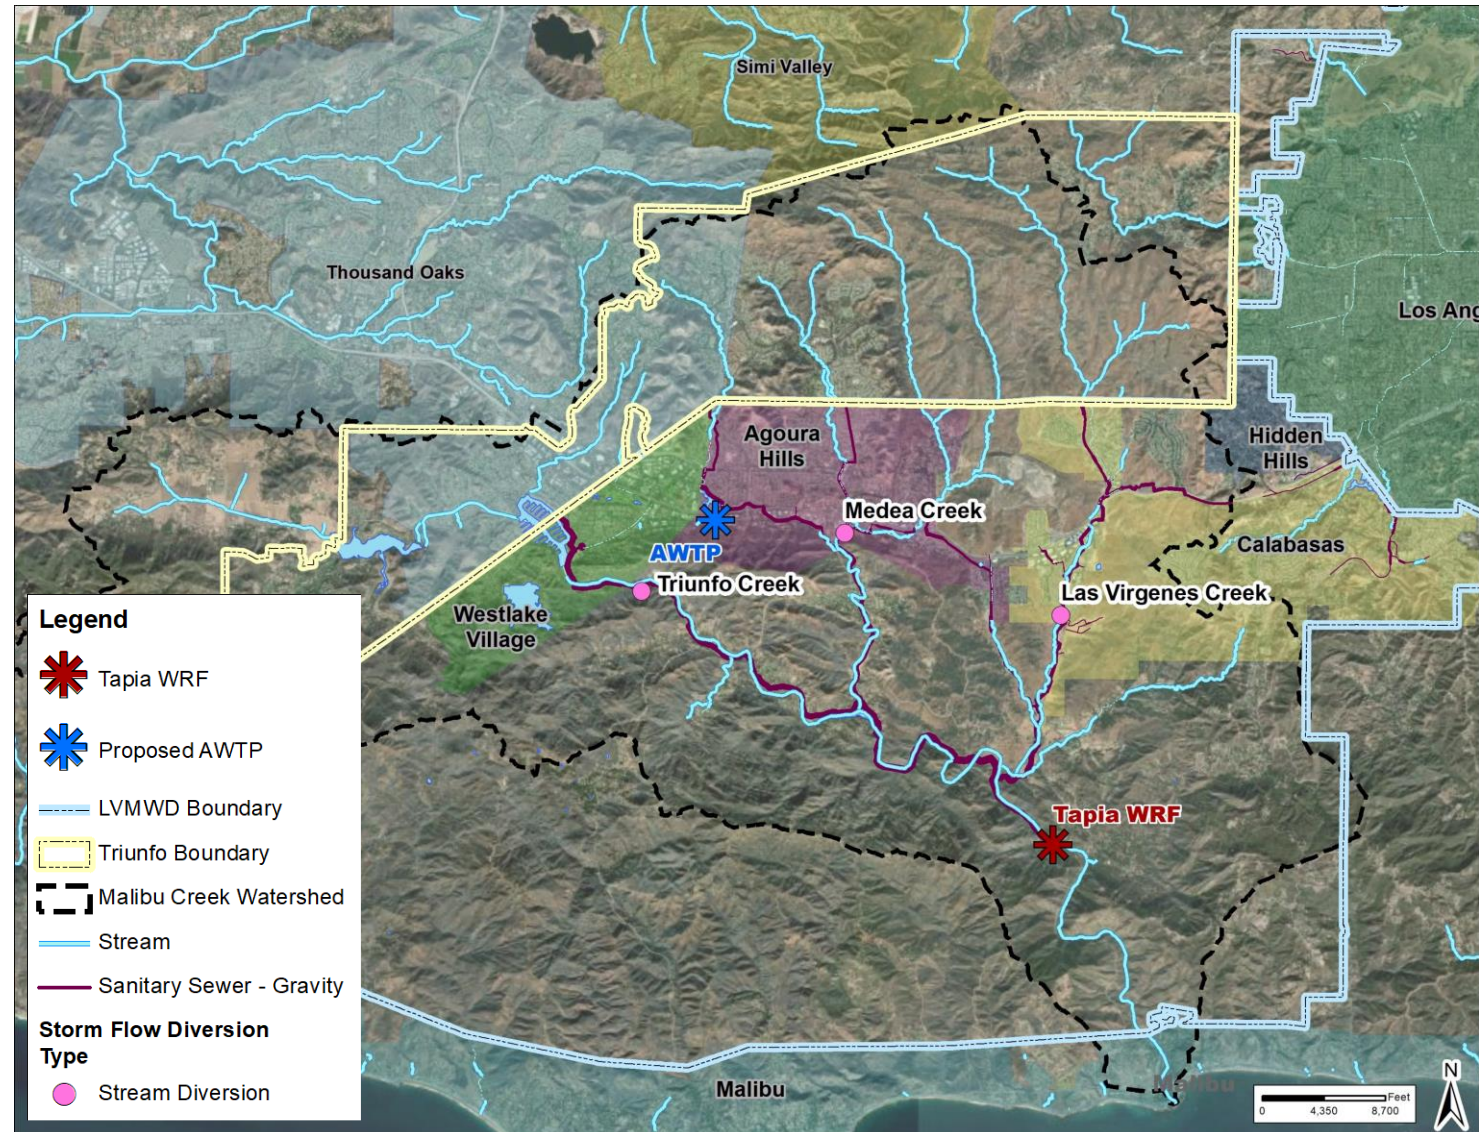 Simi Valley
Thousand Oaks
Los Ang
Agoura
Hills
Hidden
Hills
Medea Creek
AWTP
Calabasas
Triunfo Creek
Las Virgenes Creek
Westlake
Village
Tapia WRF
Malibu
Malibu
Legend
Tapia WRF
Proposed AWTP
LVMWD Boundary
Triunfo Boundary
Malibu Creek Watershed
Stream
Sanitary Sewer - Gravity
Storm Flow Diversion
Type
Stream Diversion
N
Feet
0 4,350 8,700